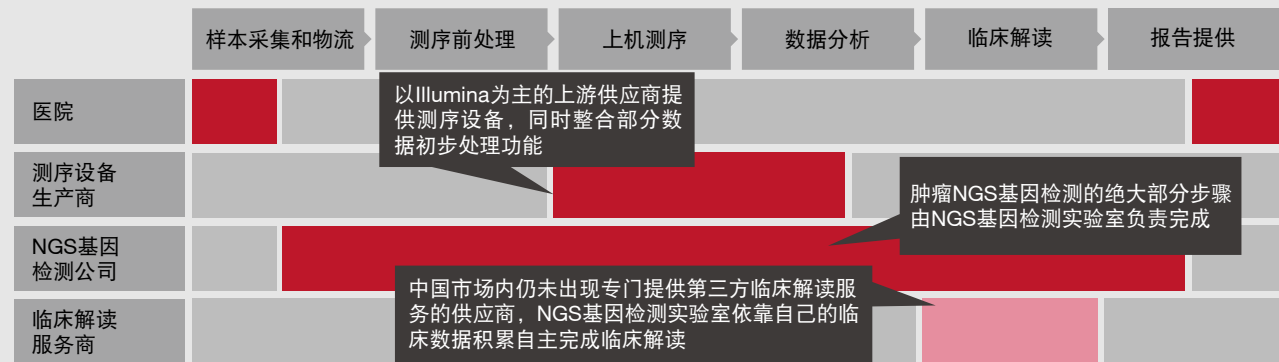 样本采集和物流
测序前处理
上机测序
数据分析
临床解读
报告提供
医院
以Illumina为主的上游供应商提
供测序设备，同时整合部分数
据初步处理功能
测序设备
生产商
肿瘤NGS基因检测的绝大部分步骤
由NGS基因检测实验室负责完成
NGS基因
检测公司
中国市场内仍未出现专门提供第三方临床解读服
务的供应商，NGS基因检测实验室依靠自己的临
床数据积累自主完成临床解读
临床解读
服务商